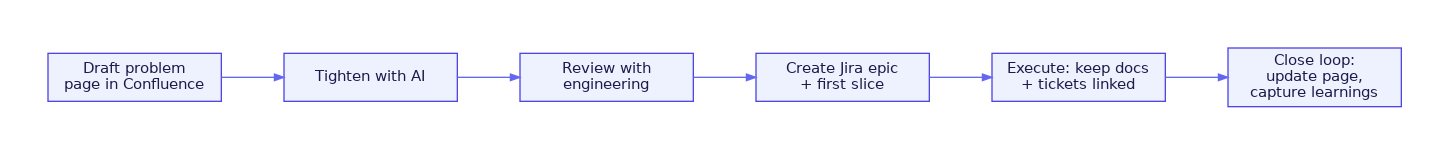 Draft problem
page in Confluence
Tighten with AI
Review with
engineering
Create Jira epic
+ first slice
Execute: keep docs
+ tickets linked
Close loop:
update page,
capture learnings